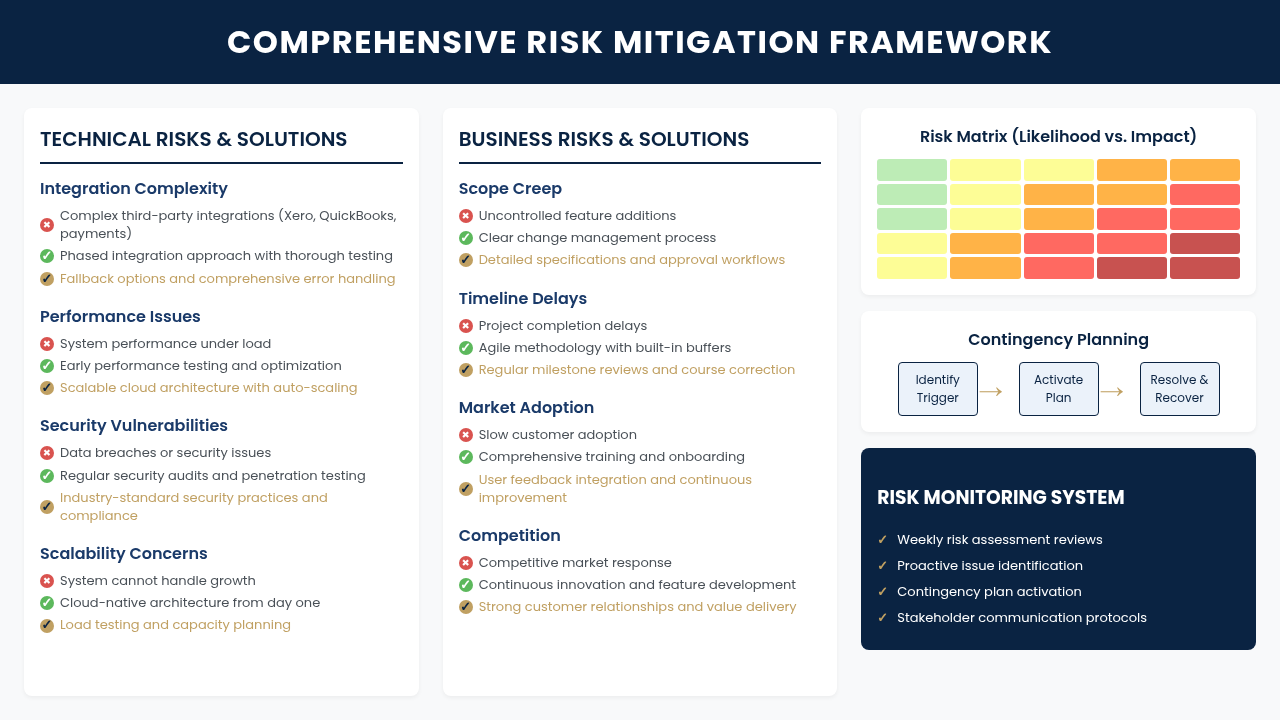 COMPREHENSIVE RISK MITIGATION FRAMEWORK
TECHNICAL RISKS & SOLUTIONS
Integration Complexity
Complex third-party integrations (Xero, QuickBooks,
payments)
Phased integration approach with thorough testing
Fallback options and comprehensive error handling
Performance Issues
System performance under load
Early performance testing and optimization
Scalable cloud architecture with auto-scaling
Security Vulnerabilities
Data breaches or security issues
Regular security audits and penetration testing
Industry-standard security practices and
compliance
Scalability Concerns
System cannot handle growth
Cloud-native architecture from day one
Load testing and capacity planning
BUSINESS RISKS & SOLUTIONS
Scope Creep
Uncontrolled feature additions
Clear change management process
Detailed specifications and approval workflows
Timeline Delays
Project completion delays
Agile methodology with built-in buffers
Regular milestone reviews and course correction
Market Adoption
Slow customer adoption
Comprehensive training and onboarding
User feedback integration and continuous
improvement
Competition
Competitive market response
Continuous innovation and feature development
Strong customer relationships and value delivery
Risk Matrix (Likelihood vs. Impact)
Contingency Planning
Identify
Trigger
→
Activate
Plan
→
Resolve &
Recover
RISK MONITORING SYSTEM
✓ Weekly risk assessment reviews
✓ Proactive issue identification
✓ Contingency plan activation
✓ Stakeholder communication protocols